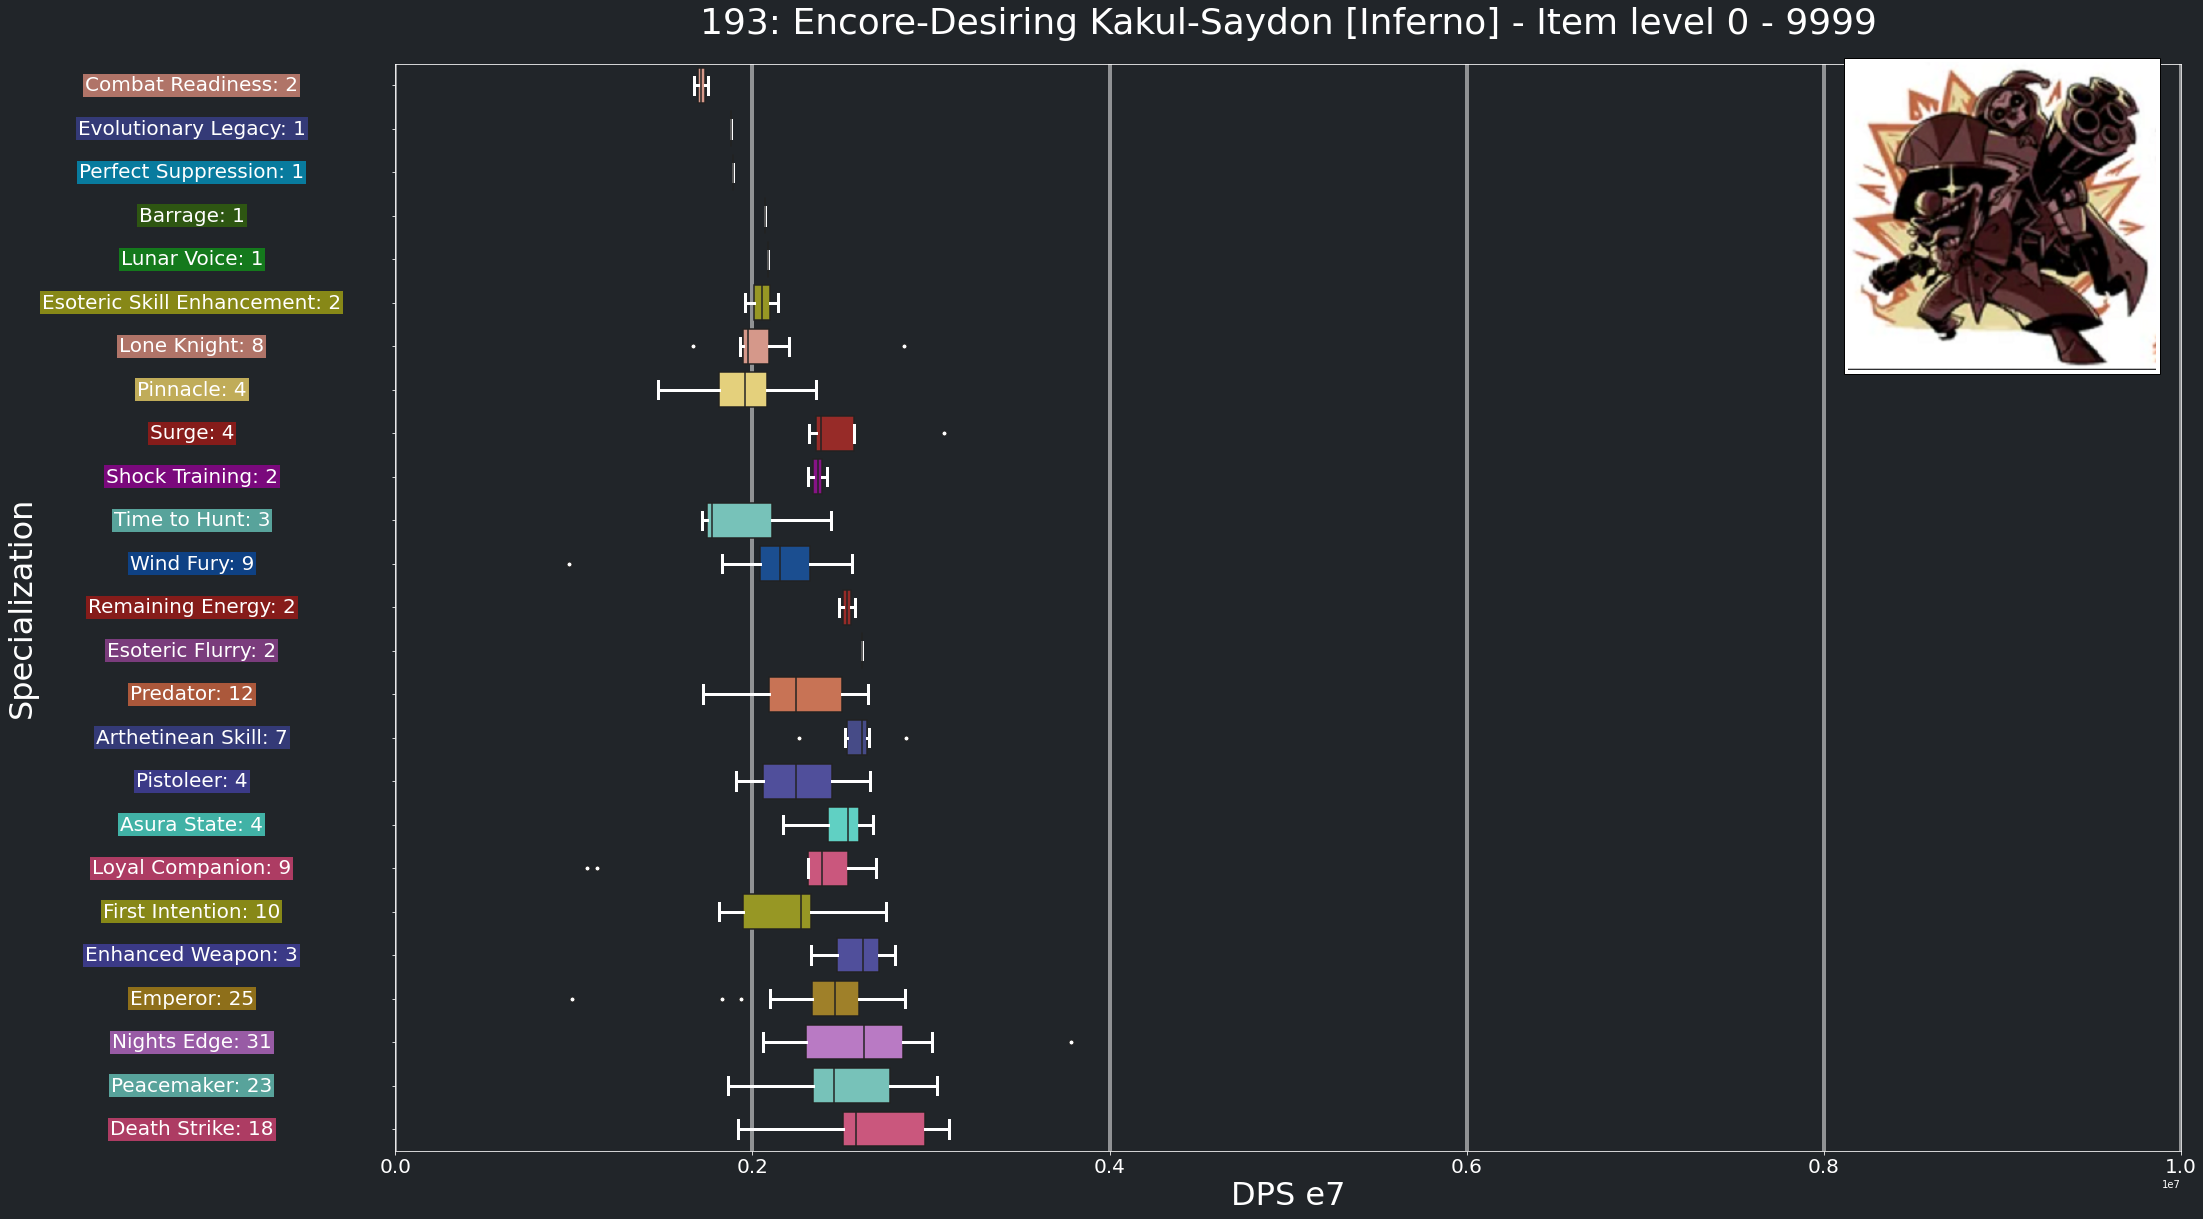 193: Encore-Desiring Kakul-Saydon [Inferno] - Item level 0 - 9999
Specialization
Combat Readiness: 2
Evolutionary Legacy: 1
Perfect Suppression: 1
Barrage: 1
Lunar Voice: 1
Esoteric Skill Enhancement: 2
Lone Knight: 8
Pinnacle: 4
Surge: 4
Shock Training: 2
Time to Hunt: 3
Wind Fury: 9
Remaining Energy: 2
Esoteric Flurry: 2
Predator: 12
Arthetinean Skill: 7
Pistoleer: 4
Asura State: 4
Loyal Companion: 9
First Intention: 10
Enhanced Weapon: 3
Emperor: 25
Nights Edge: 31
Peacemaker: 23
Death Strike: 18
0.0 0.2 0.4 0.6 0.8 1.0
1e7
DPS e7